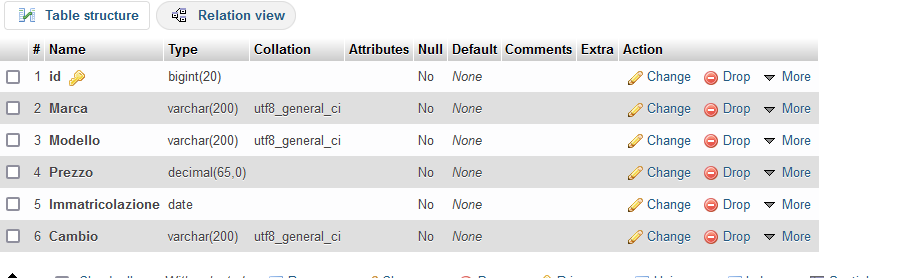 Table structure Relation view
# Name Type Collation Attributes Null Default Comments Extra Action
1 id bigint(20) No None Change Drop More
2 Marca varchar(200) utf8_general_ci No None Change Drop More
3 Modello varchar(200) utf8_general_ci No None Change Drop More
4 Prezzo decimal(65,0) No None Change Drop More
5 Immatricolazione date No None Change Drop More
6 Cambio varchar(200) utf8_general_ci No None Change Drop More